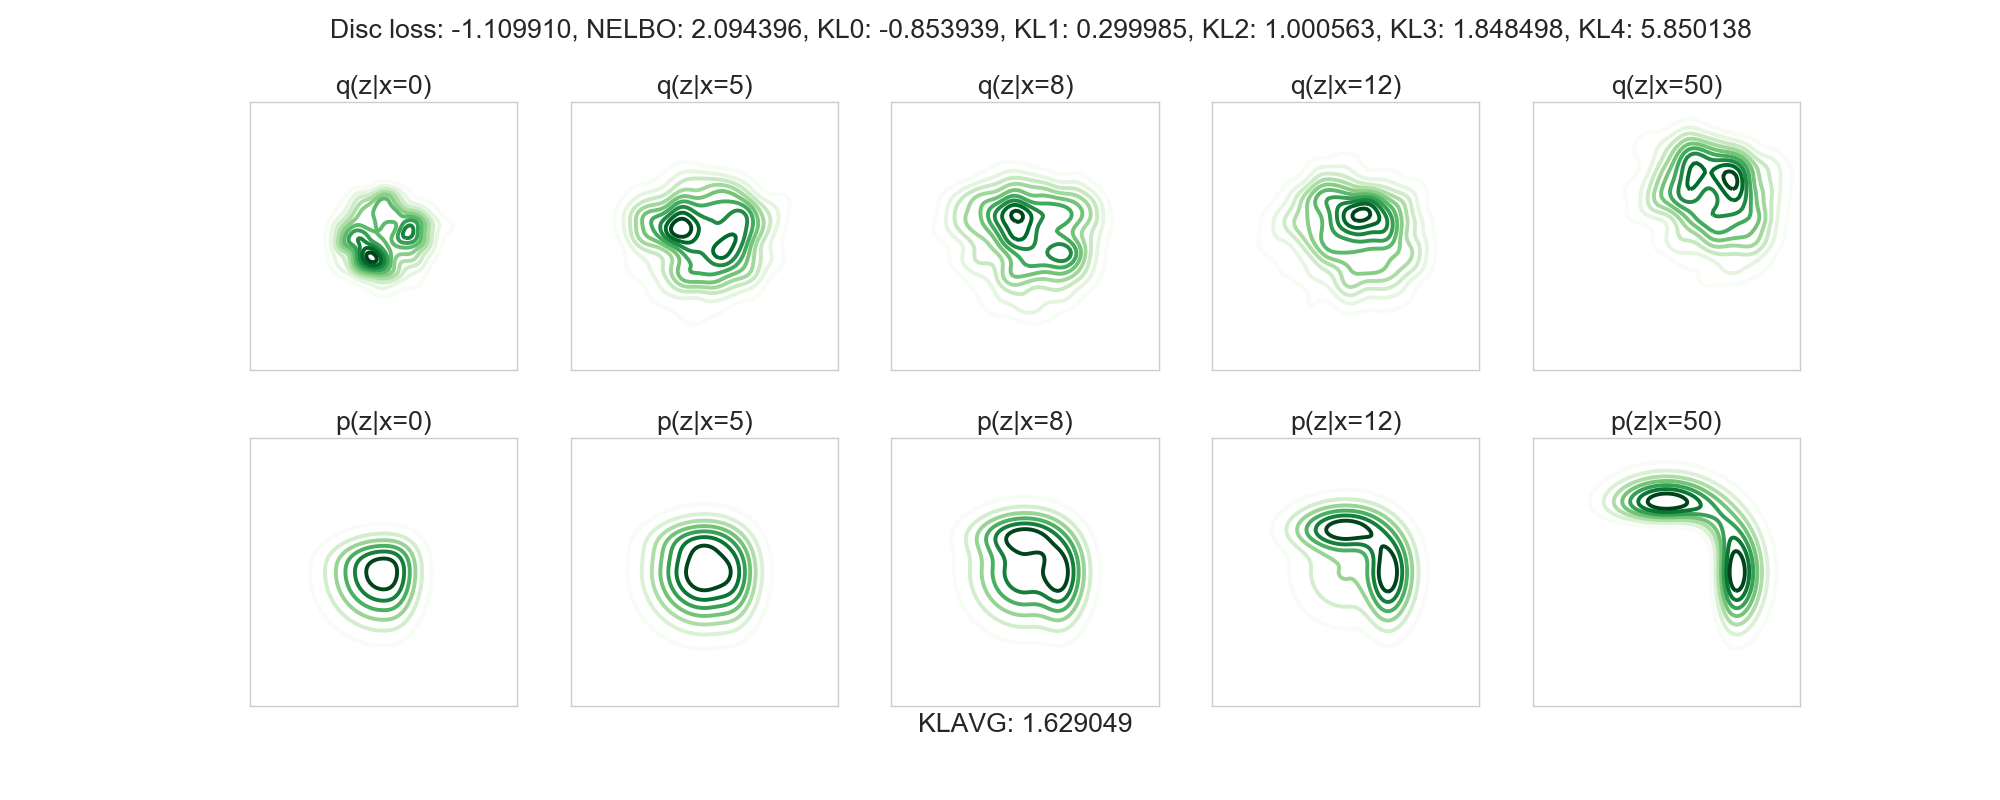 Disc loss: -1.109910, NELBO: 2.094396, KL0: -0.853939, KL1: 0.299985, KL2: 1.000563, KL3: 1.848498, KL4: 5.850138
q(z|x=0) q(z|x=5) q(z|x=8) q(z|x=12) q(z|x=50)
p(z|x=0) p(z|x=5) p(z|x=8) p(z|x=12) p(z|x=50)
KLAVG: 1.629049